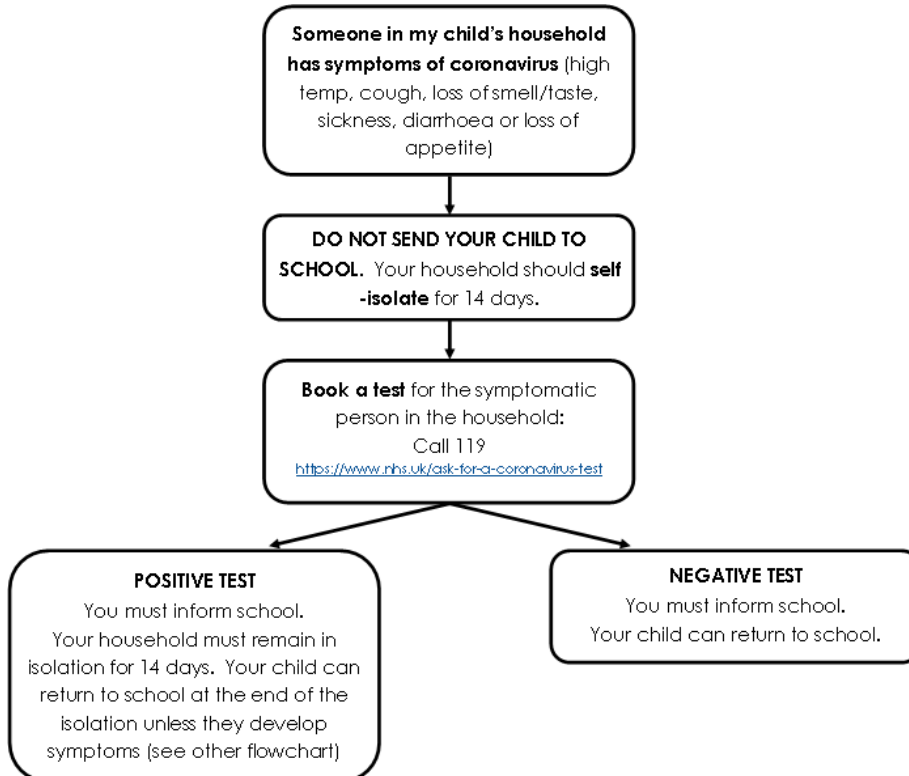 Someone in my child's household
has symptoms of coronavirus (high
temp, cough, loss of smell/taste,
sickness, diarrhoea or loss of
appetite)
DO NOT SEND YOUR CHILD TO
SCHOOL. Your household should self
-isolate for 14 days.
Book a test for the symptomatic
person in the household:
Call 119
https://www.nhs.uk/ask-for-a-coronavirus-test
POSITIVE TEST
You must inform school.
Your household must remain in
isolation for 14 days. Your child can
return to school at the end of the
isolation unless they develop
symptoms (see other flowchart)
NEGATIVE TEST
You must inform school.
Your child can return to school.